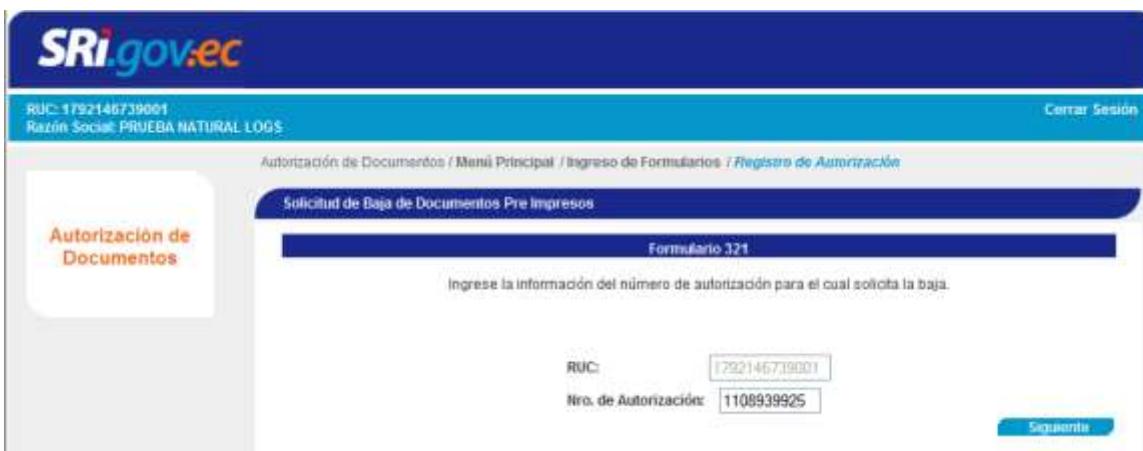 SRi.gov.ec
RUC: 1792146739001
Razón Social: PRUEBA NATURAL LOGS
Cerrar Sesión
Autorización de Documentos / Menú Principal / Ingreso de Formularios / Registro de Autorización
Autorización de
Documentos
Solicitud de Baja de Documentos Pre Impresos
Formulario 321
Ingrese la información del número de autorización para el cual solicita la baja.
RUC: 1792146739001
Nro. de Autorización: 1108939925
Siguiente